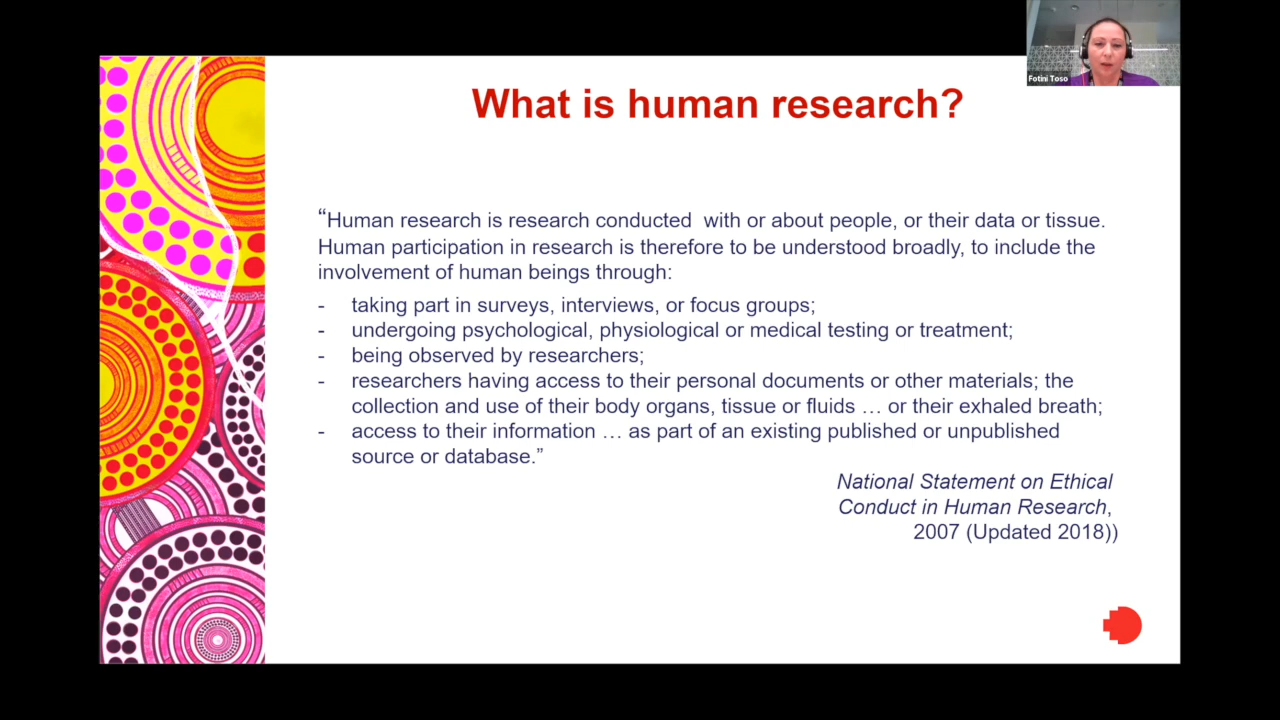 Fotini Toso
What is human research?
“Human research is research conducted  with or about people, or their data or tissue.
Human participation in research is therefore to be understood broadly, to include the
involvement of human beings through:
- taking part in surveys, interviews, or focus groups;
- undergoing psychological, physiological or medical testing or treatment;
- being observed by researchers;
- researchers having access to their personal documents or other materials; the
collection and use of their body organs, tissue or fluids … or their exhaled breath;
- access to their information … as part of an existing published or unpublished
source or database.”
National Statement on Ethical
Conduct in Human Research,
2007 (Updated 2018))